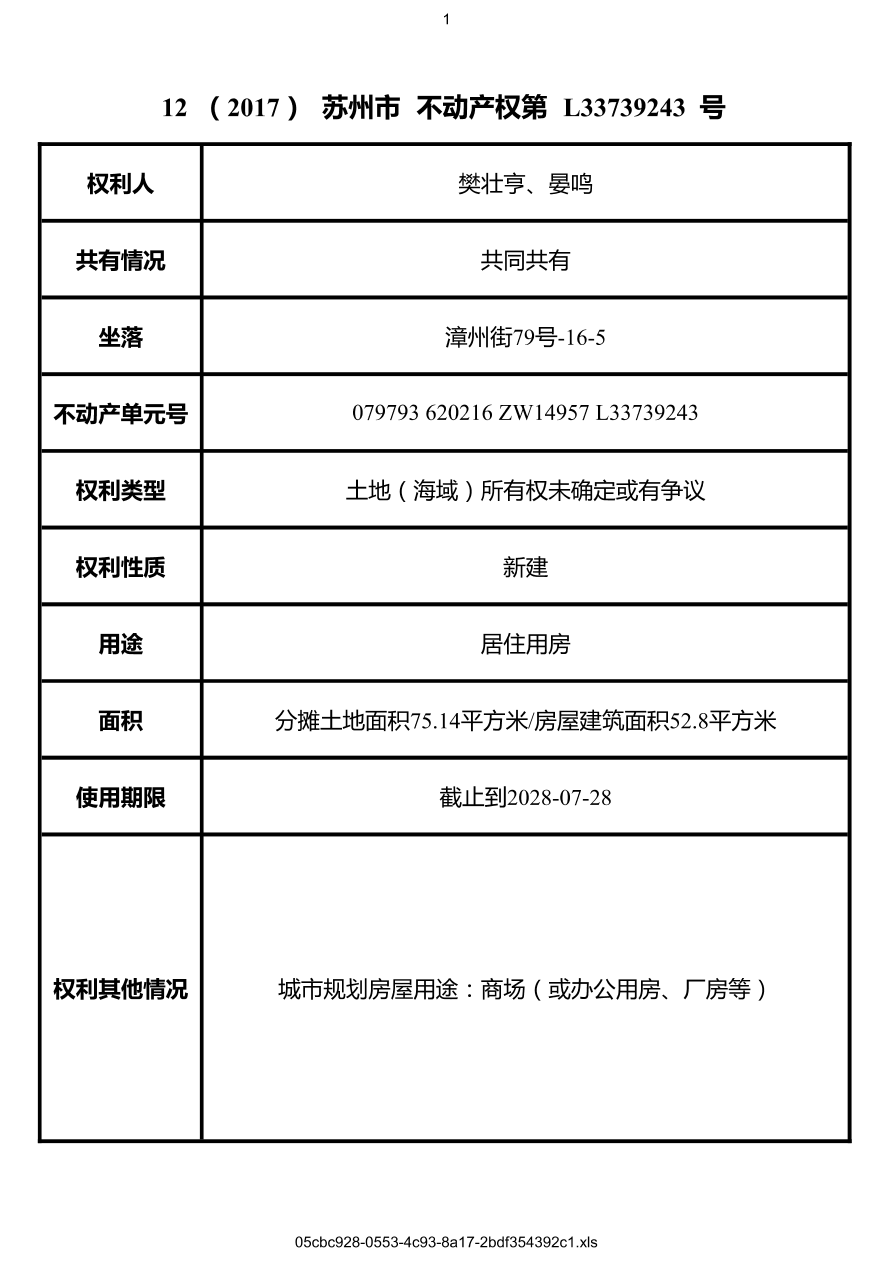 1
12 （2017） 苏州市 不动产权第 L33739243 号
权利人 樊壮亨、晏鸣
共有情况 共同共有
坐落 漳州街79号-16-5
不动产单元号 079793 620216 ZW14957 L33739243
权利类型 土地（海域）所有权未确定或有争议
权利性质 新建
用途 居住用房
面积 分摊土地面积75.14平方米/房屋建筑面积52.8平方米
使用期限 截止到2028-07-28
权利其他情况 城市规划房屋用途：商场（或办公用房、厂房等）
05cbc928-0553-4c93-8a17-2bdf354392c1.xls